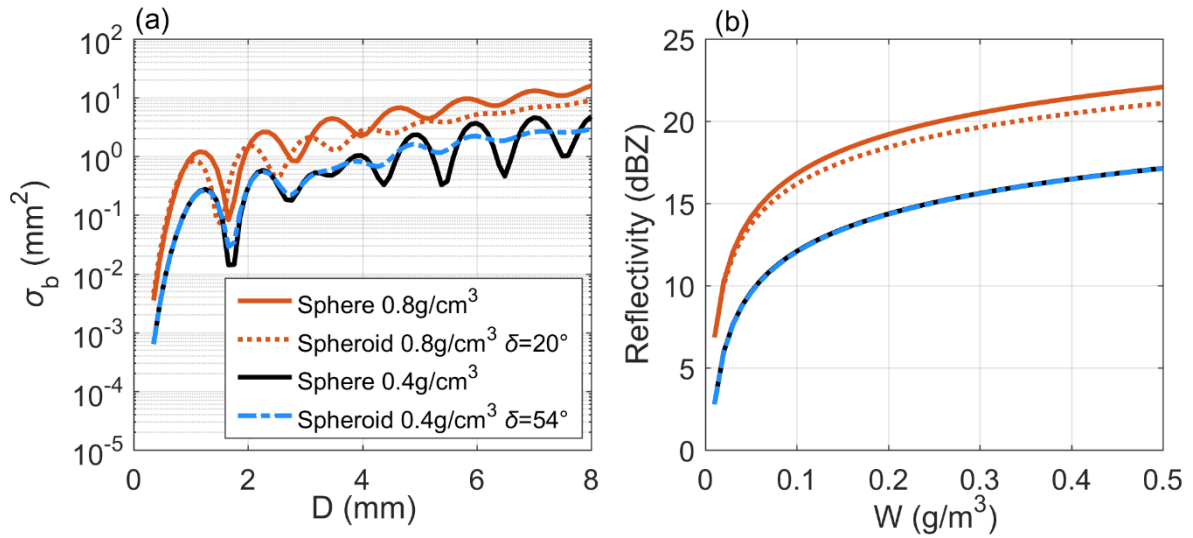 (a)
10^2
10^1
10^0
10^-1
10^-2
10^-3
10^-4
10^-5
σ_b (mm^2)
Sphere 0.8g/cm^3
Spheroid 0.8g/cm^3 δ=20°
Sphere 0.4g/cm^3
Spheroid 0.4g/cm^3 δ=54°
0 2 4 6 8
D (mm)
(b)
25
20
15
10
5
0
Reflectivity (dBZ)
0 0.1 0.2 0.3 0.4 0.5
W (g/m^3)